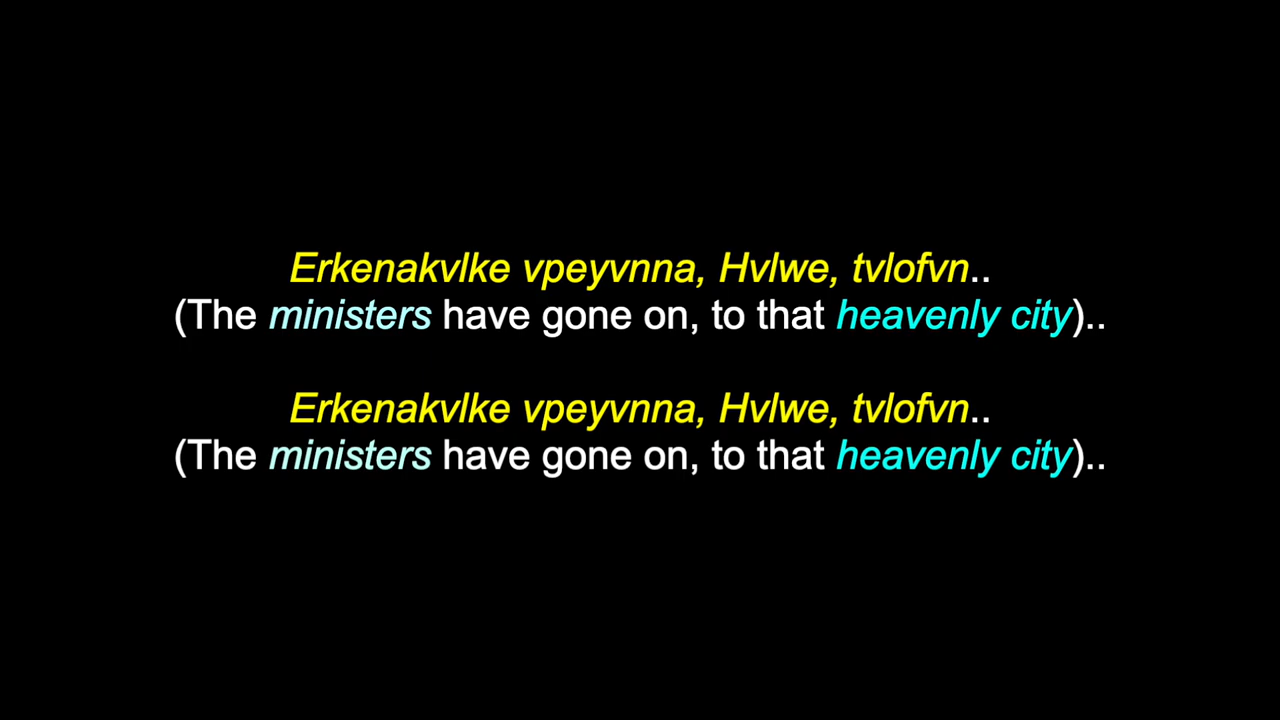 Erkenakvlke vpeyvnna, Hvlwe, tvlofvn..
(The ministers have gone on, to that heavenly city)..
Erkenakvlke vpeyvnna, Hvlwe, tvlofvn..
(The ministers have gone on, to that heavenly city)..